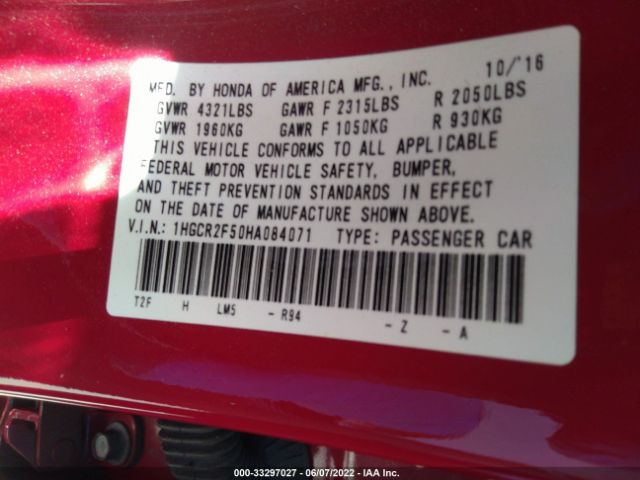 MFD. BY HONDA OF AMERICA MFG., INC. 10/'16
GVWR 4321LBS GAWR F 2315LBS R 2050LBS
GVWR 1960KG GAWR F 1050KG R 930KG
THIS VEHICLE CONFORMS TO ALL APPLICABLE
FEDERAL MOTOR VEHICLE SAFETY, BUMPER,
AND THEFT PREVENTION STANDARDS IN EFFECT
ON THE DATE OF MANUFACTURE SHOWN ABOVE.
V.I.N.: 1HGCR2F50HA084071 TYPE: PASSENGER CAR
T2F H LM5 - R94 - Z - A
000-33297027 - 06/07/2022 - IAA Inc.